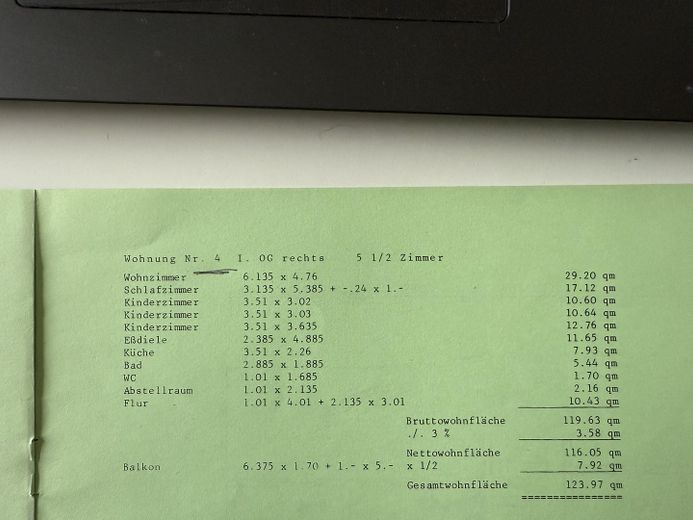 Wohnung Nr. 4 I. OG rechts 5 1/2 Zimmer
Wohnzimmer 6.135 x 4.76 29.20 qm
Schlafzimmer 3.135 x 5.385 + -.24 x 1.- 17.12 qm
Kinderzimmer 3.51 x 3.02 10.60 qm
Kinderzimmer 3.51 x 3.03 10.64 qm
Kinderzimmer 3.51 x 3.635 12.76 qm
Eßdiele 2.385 x 4.885 11.65 qm
Küche 3.51 x 2.26 7.93 qm
Bad 2.885 x 1.885 5.44 qm
WC 1.01 x 1.685 1.70 qm
Abstellraum 1.01 x 2.135 2.16 qm
Flur 1.01 x 4.01 + 2.135 x 3.01 10.43 qm
Bruttowohnfläche 119.63 qm
./. 3 % 3.58 qm
Nettowohnfläche 116.05 qm
Balkon 6.375 x 1.70 + 1.- x 5.- x 1/2 7.92 qm
Gesamtwohnfläche 123.97 qm